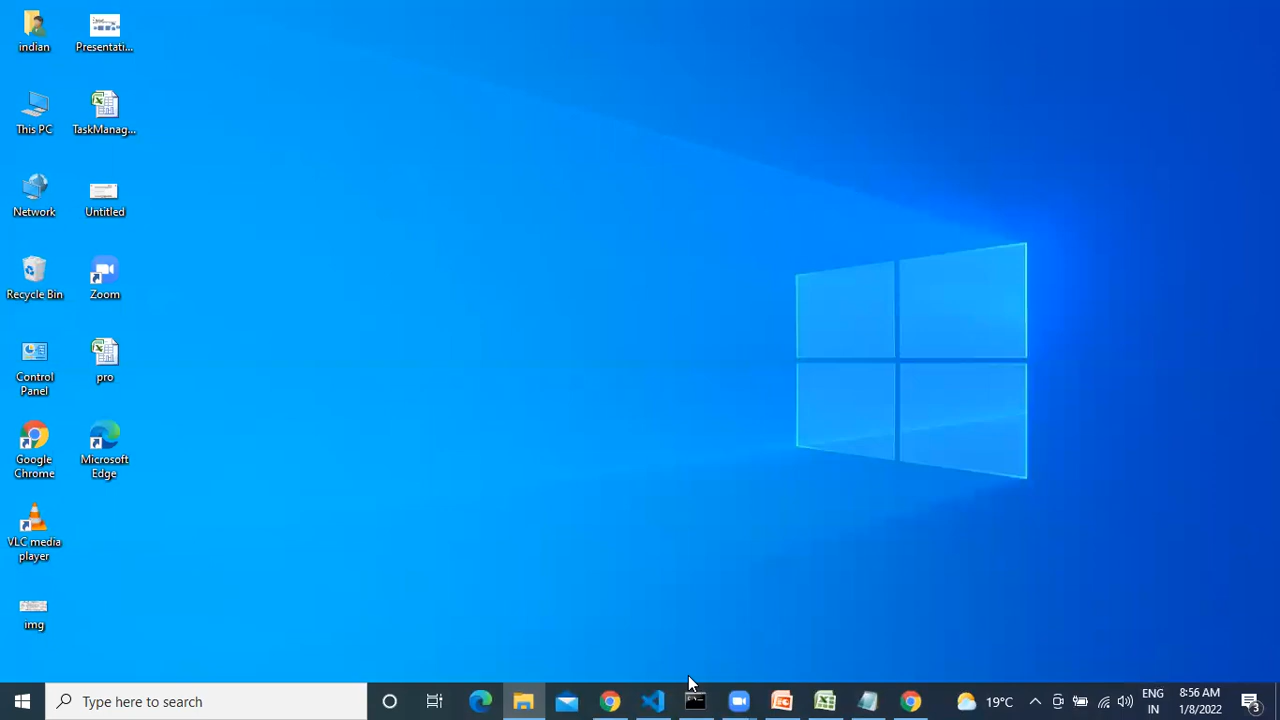 indian
Presentati...
This PC
TaskManag...
Network
Untitled
Recycle Bin
Zoom
Control
Panel
pro
Google
Chrome
Microsoft
Edge
VLC media
player
img
Type here to search
19°C
ENG
IN
8:56 AM
1/8/2022
3